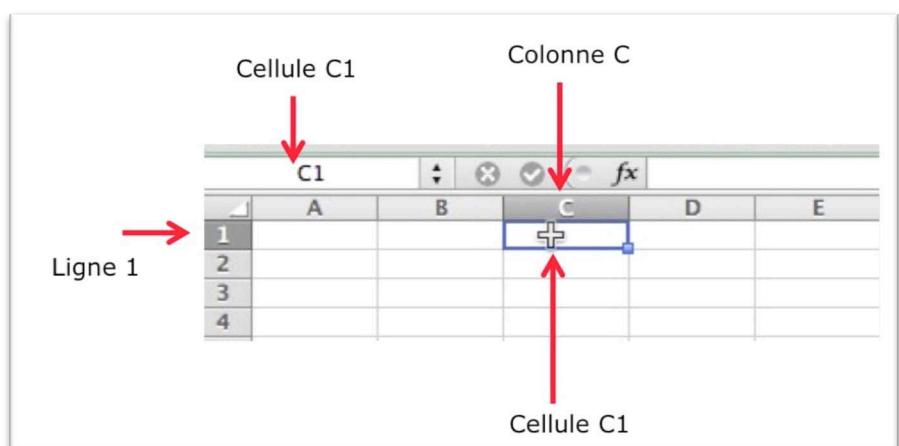 Colonne C
Cellule C1
C1 fx
A B C D E
1
Ligne 1
2
3
4
Cellule C1